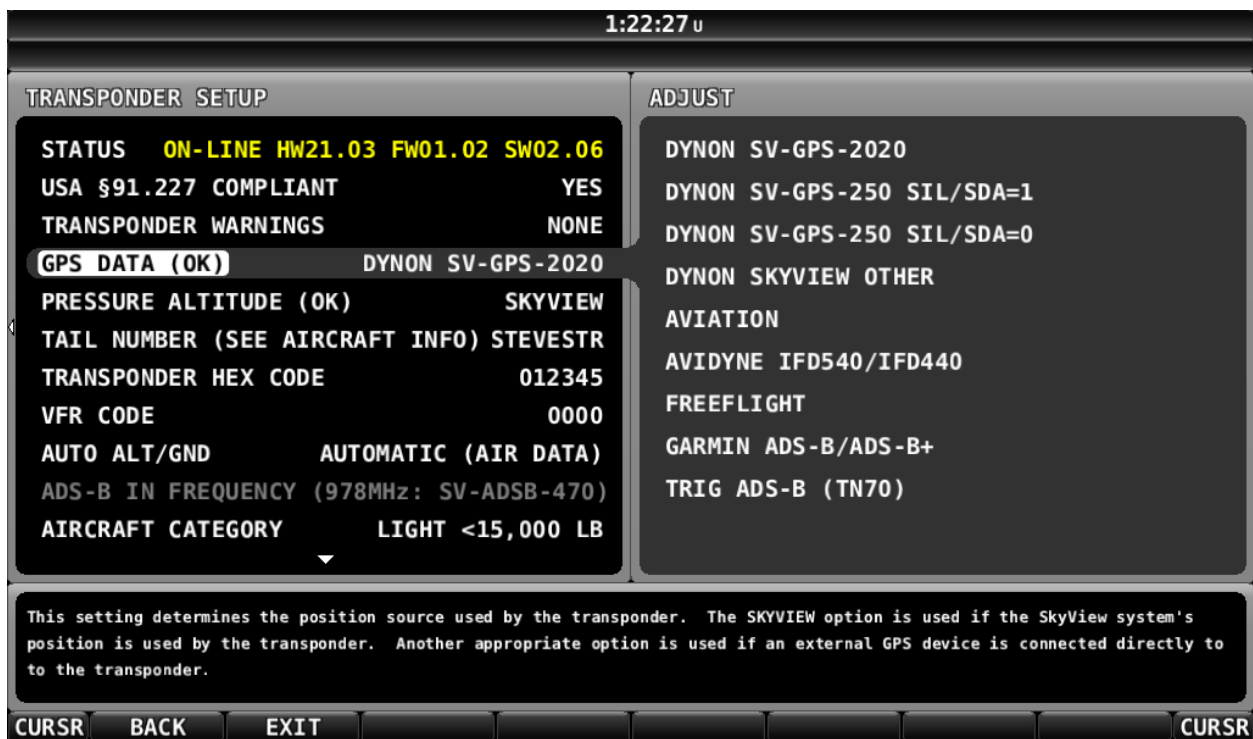 1:22:27 U
TRANSPONDER SETUP
STATUS ON-LINE HW21.03 FW01.02 SW02.06
USA §91.227 COMPLIANT YES
TRANSPONDER WARNINGS NONE
GPS DATA (OK) DYNON SV-GPS-2020
PRESSURE ALTITUDE (OK) SKYVIEW
TAIL NUMBER (SEE AIRCRAFT INFO) STEVESTR
TRANSPONDER HEX CODE 012345
VFR CODE 0000
AUTO ALT/GND AUTOMATIC (AIR DATA)
ADS-B IN FREQUENCY (978MHz: SV-ADSB-470)
AIRCRAFT CATEGORY LIGHT <15,000 LB
ADJUST
DYNON SV-GPS-2020
DYNON SV-GPS-250 SIL/SDA=1
DYNON SV-GPS-250 SIL/SDA=0
DYNON SKYVIEW OTHER
AVIATION
AVIDYNE IFD540/IFD440
FREEFLIGHT
GARMIN ADS-B/ADS-B+
TRIG ADS-B (TN70)
This setting determines the position source used by the transponder. The SKYVIEW option is used if the SkyView system's
position is used by the transponder. Another appropriate option is used if an external GPS device is connected directly to
to the transponder.
CURSR BACK EXIT CURSR